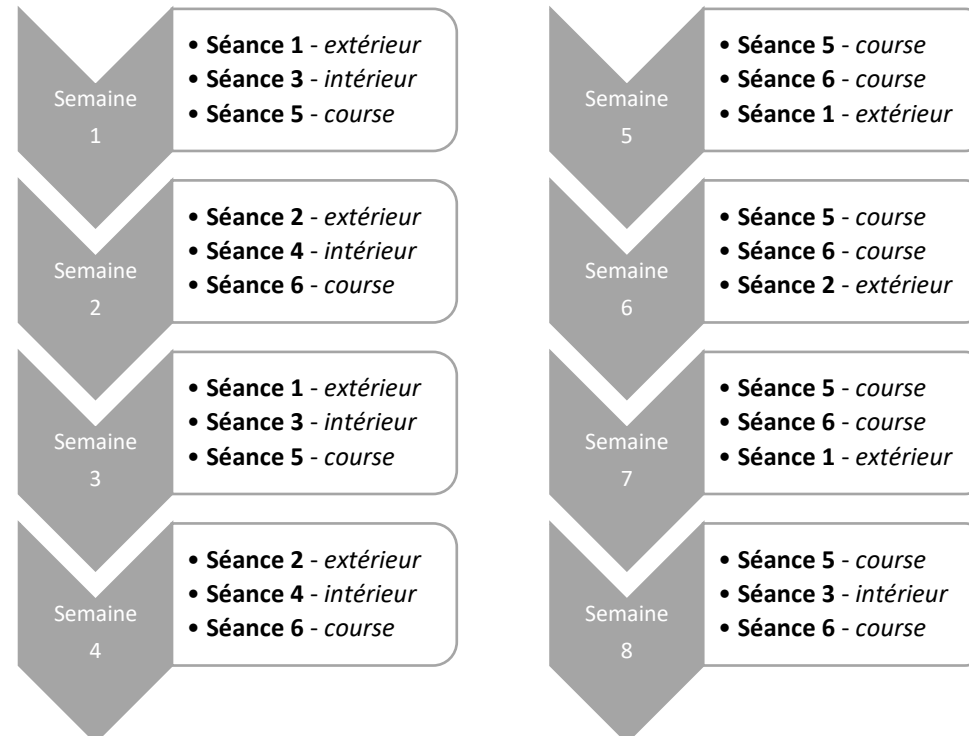 Semaine
1
• Séance 1 - extérieur
• Séance 3 - intérieur
• Séance 5 - course
Semaine
2
• Séance 2 - extérieur
• Séance 4 - intérieur
• Séance 6 - course
Semaine
3
• Séance 1 - extérieur
• Séance 3 - intérieur
• Séance 5 - course
Semaine
4
• Séance 2 - extérieur
• Séance 4 - intérieur
• Séance 6 - course
Semaine
5
• Séance 5 - course
• Séance 6 - course
• Séance 1 - extérieur
Semaine
6
• Séance 5 - course
• Séance 6 - course
• Séance 2 - extérieur
Semaine
7
• Séance 5 - course
• Séance 6 - course
• Séance 1 - extérieur
Semaine
8
• Séance 5 - course
• Séance 3 - intérieur
• Séance 6 - course